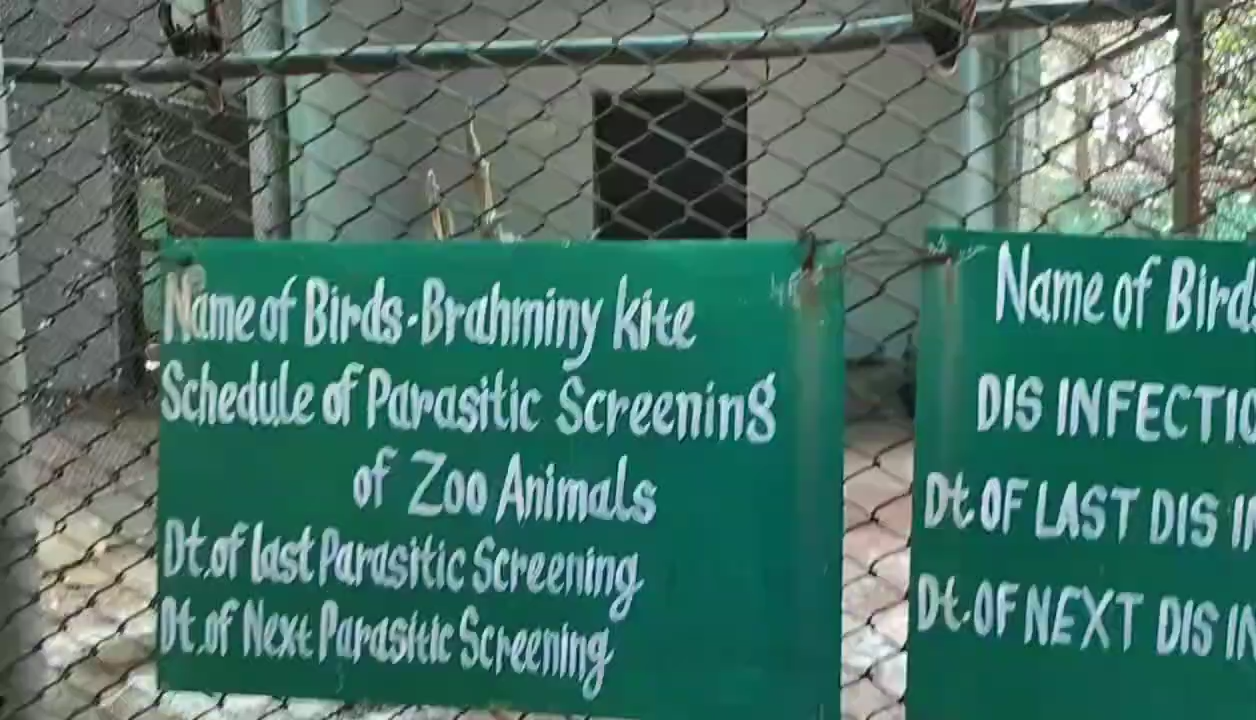 Name of Birds-Brahminy kite
Schedule of Parasitic Screening
of Zoo Animals
Dt.of last Parasitic Screening
Dt.of Next Parasitic Screening
Name of Bird
DIS INFECTIO
Dt OF LAST DIS I
Dt.OF NEXT DIS IN